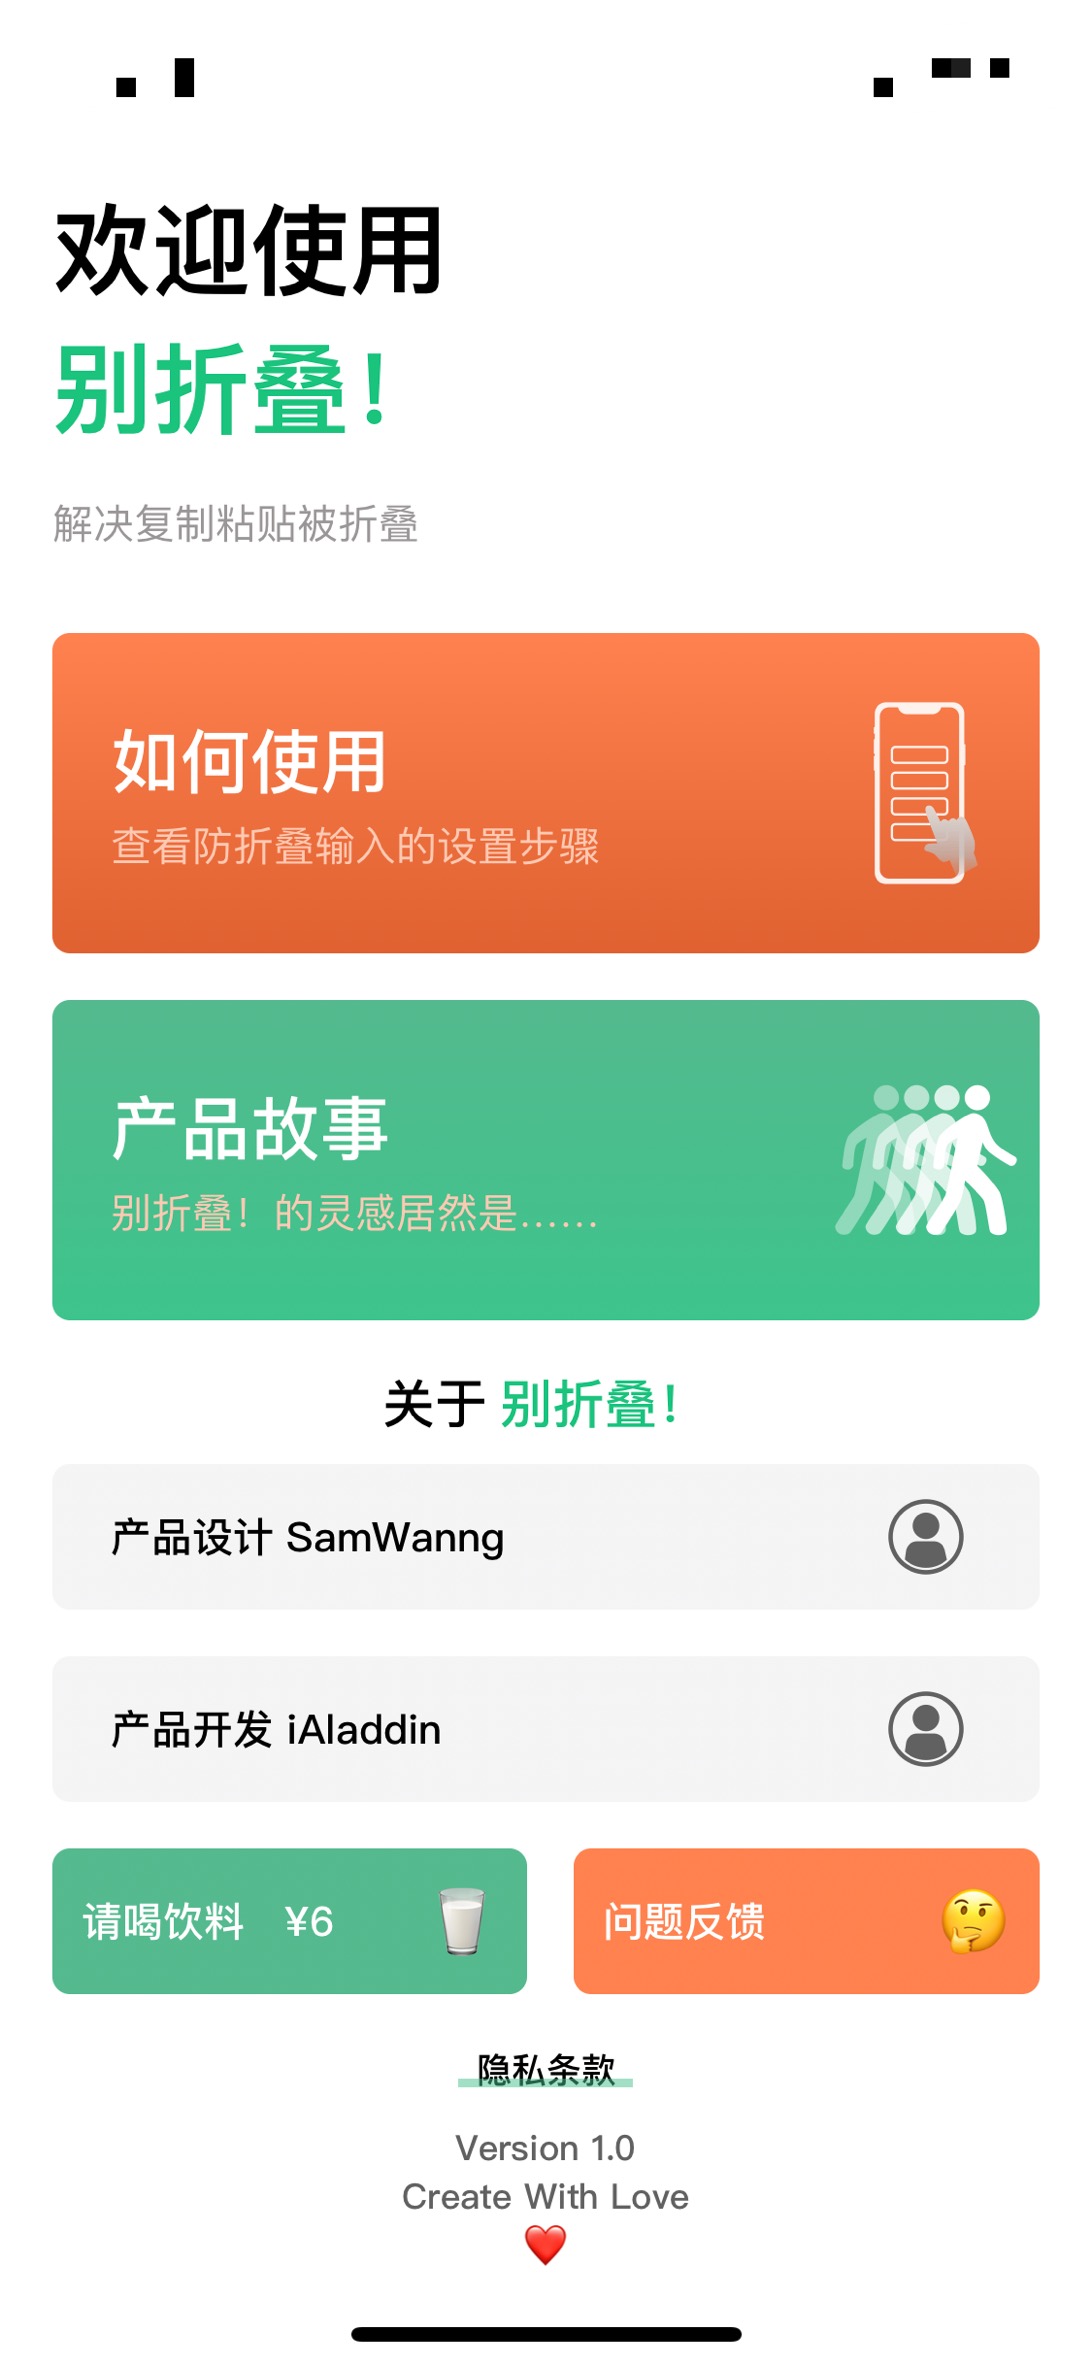 欢迎使用
别折叠！
解决复制粘贴被折叠
如何使用
查看防折叠输入的设置步骤
产品故事
别折叠！的灵感居然是……
关于 别折叠！
产品设计 SamWanng
产品开发 iAladdin
请喝饮料 ¥6
问题反馈
隐私条款
Version 1.0
Create With Love